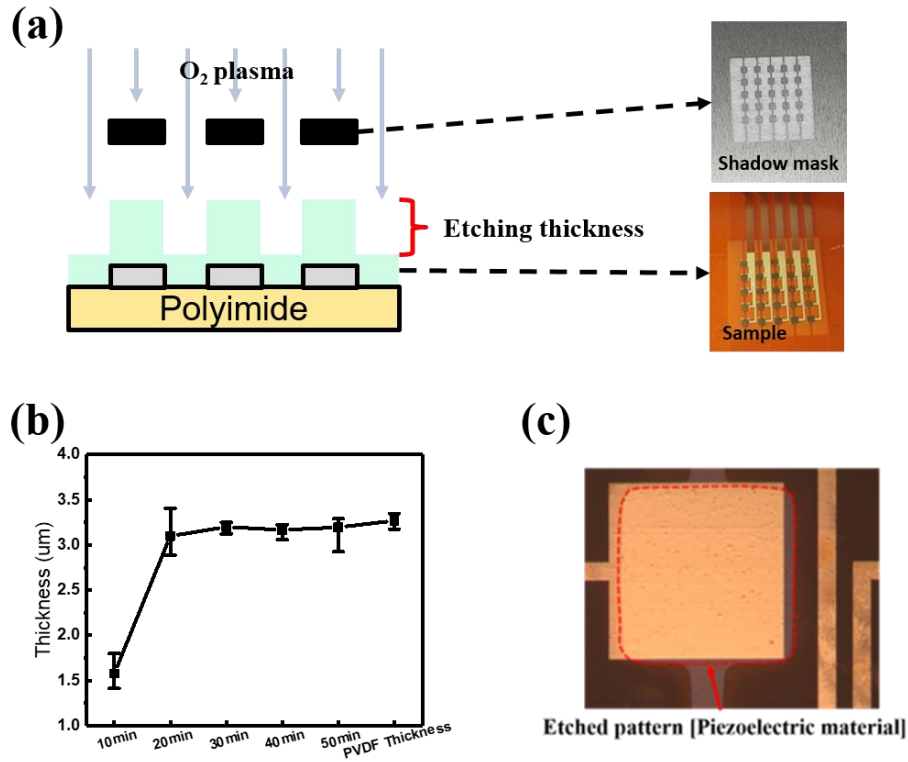 (a)
O2 plasma
Shadow mask
Etching thickness
Polyimide
Sample
(b)
Thickness (um)
4.0
3.5
3.0
2.5
2.0
1.5
1.0
10min
20min
30min
40min
50min
PVDF Thickness
(c)
Etched pattern [Piezoelectric material]